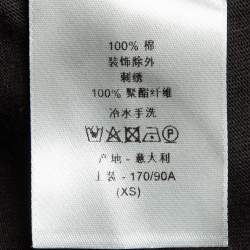 100% 棉
装饰除外
刺绣
100% 聚酯纤维
冷水手洗
产地 - 意大利
上装 - 170/90A
(XS)